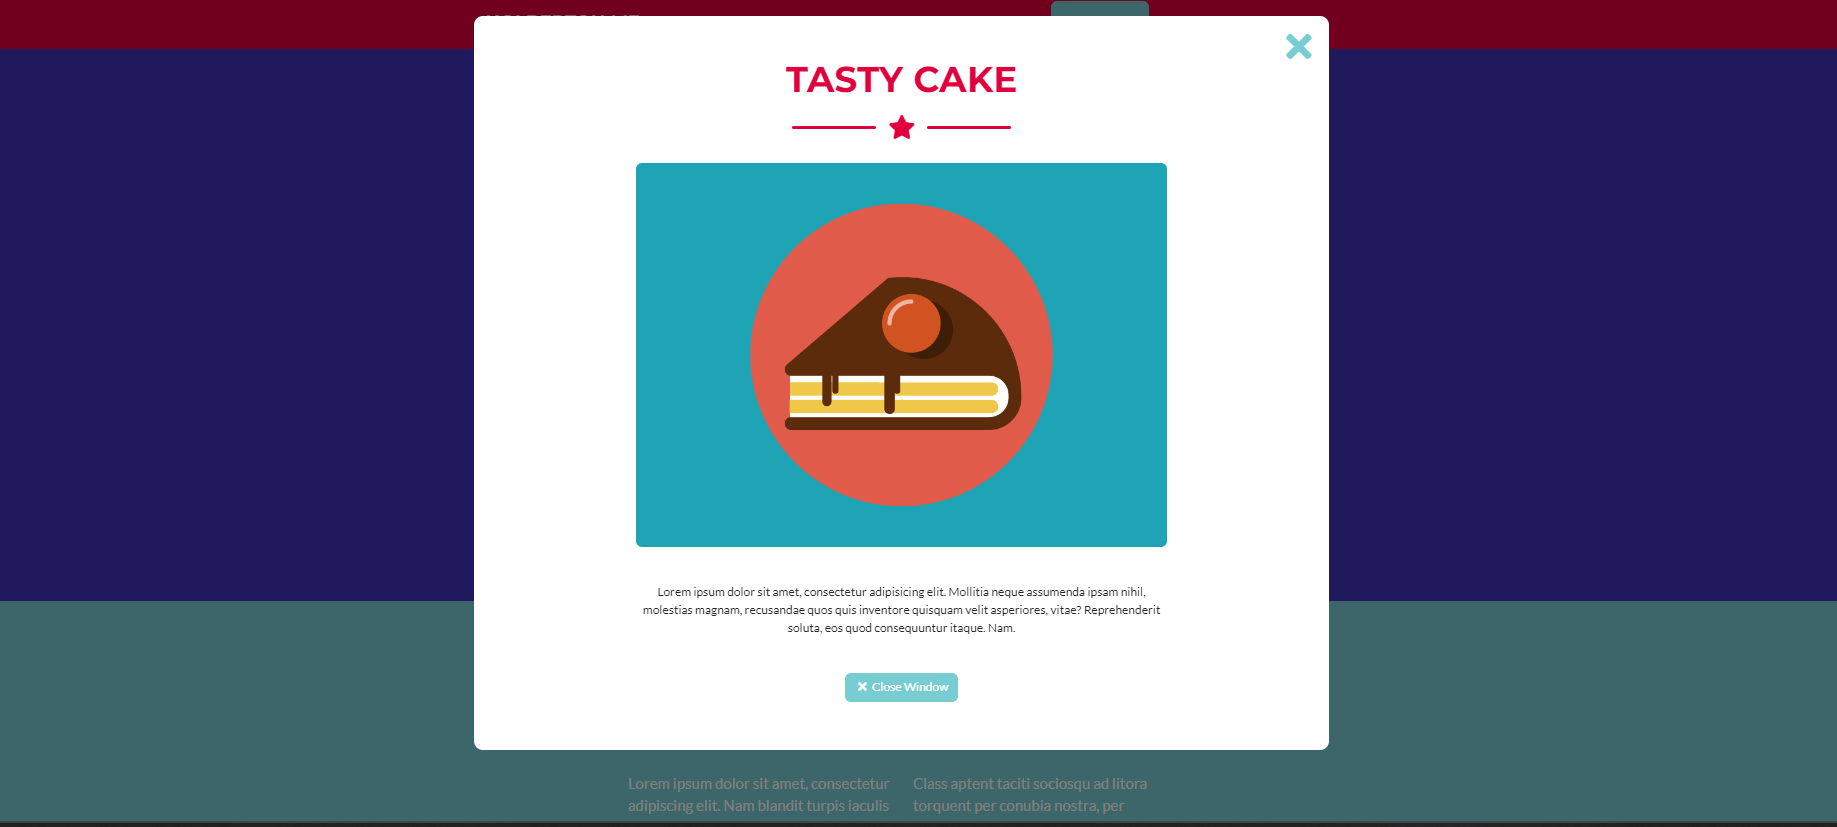 TASTY CAKE
Lorem ipsum dolor sit amet, consectetur adipisicing elit. Mollitia neque assumenda ipsam nihil,
molestias magnam, recusandae quos quis inventore quisquam velit asperiores, vitae? Reprehenderit
soluta, eos quod consequuntur itaque. Nam.
Close Window
Lorem ipsum dolor sit amet, consectetur
adipiscing elit. Nam blandit turpis iaculis
Class aptent taciti sociosqu ad litora
torquent per conubia nostra, per